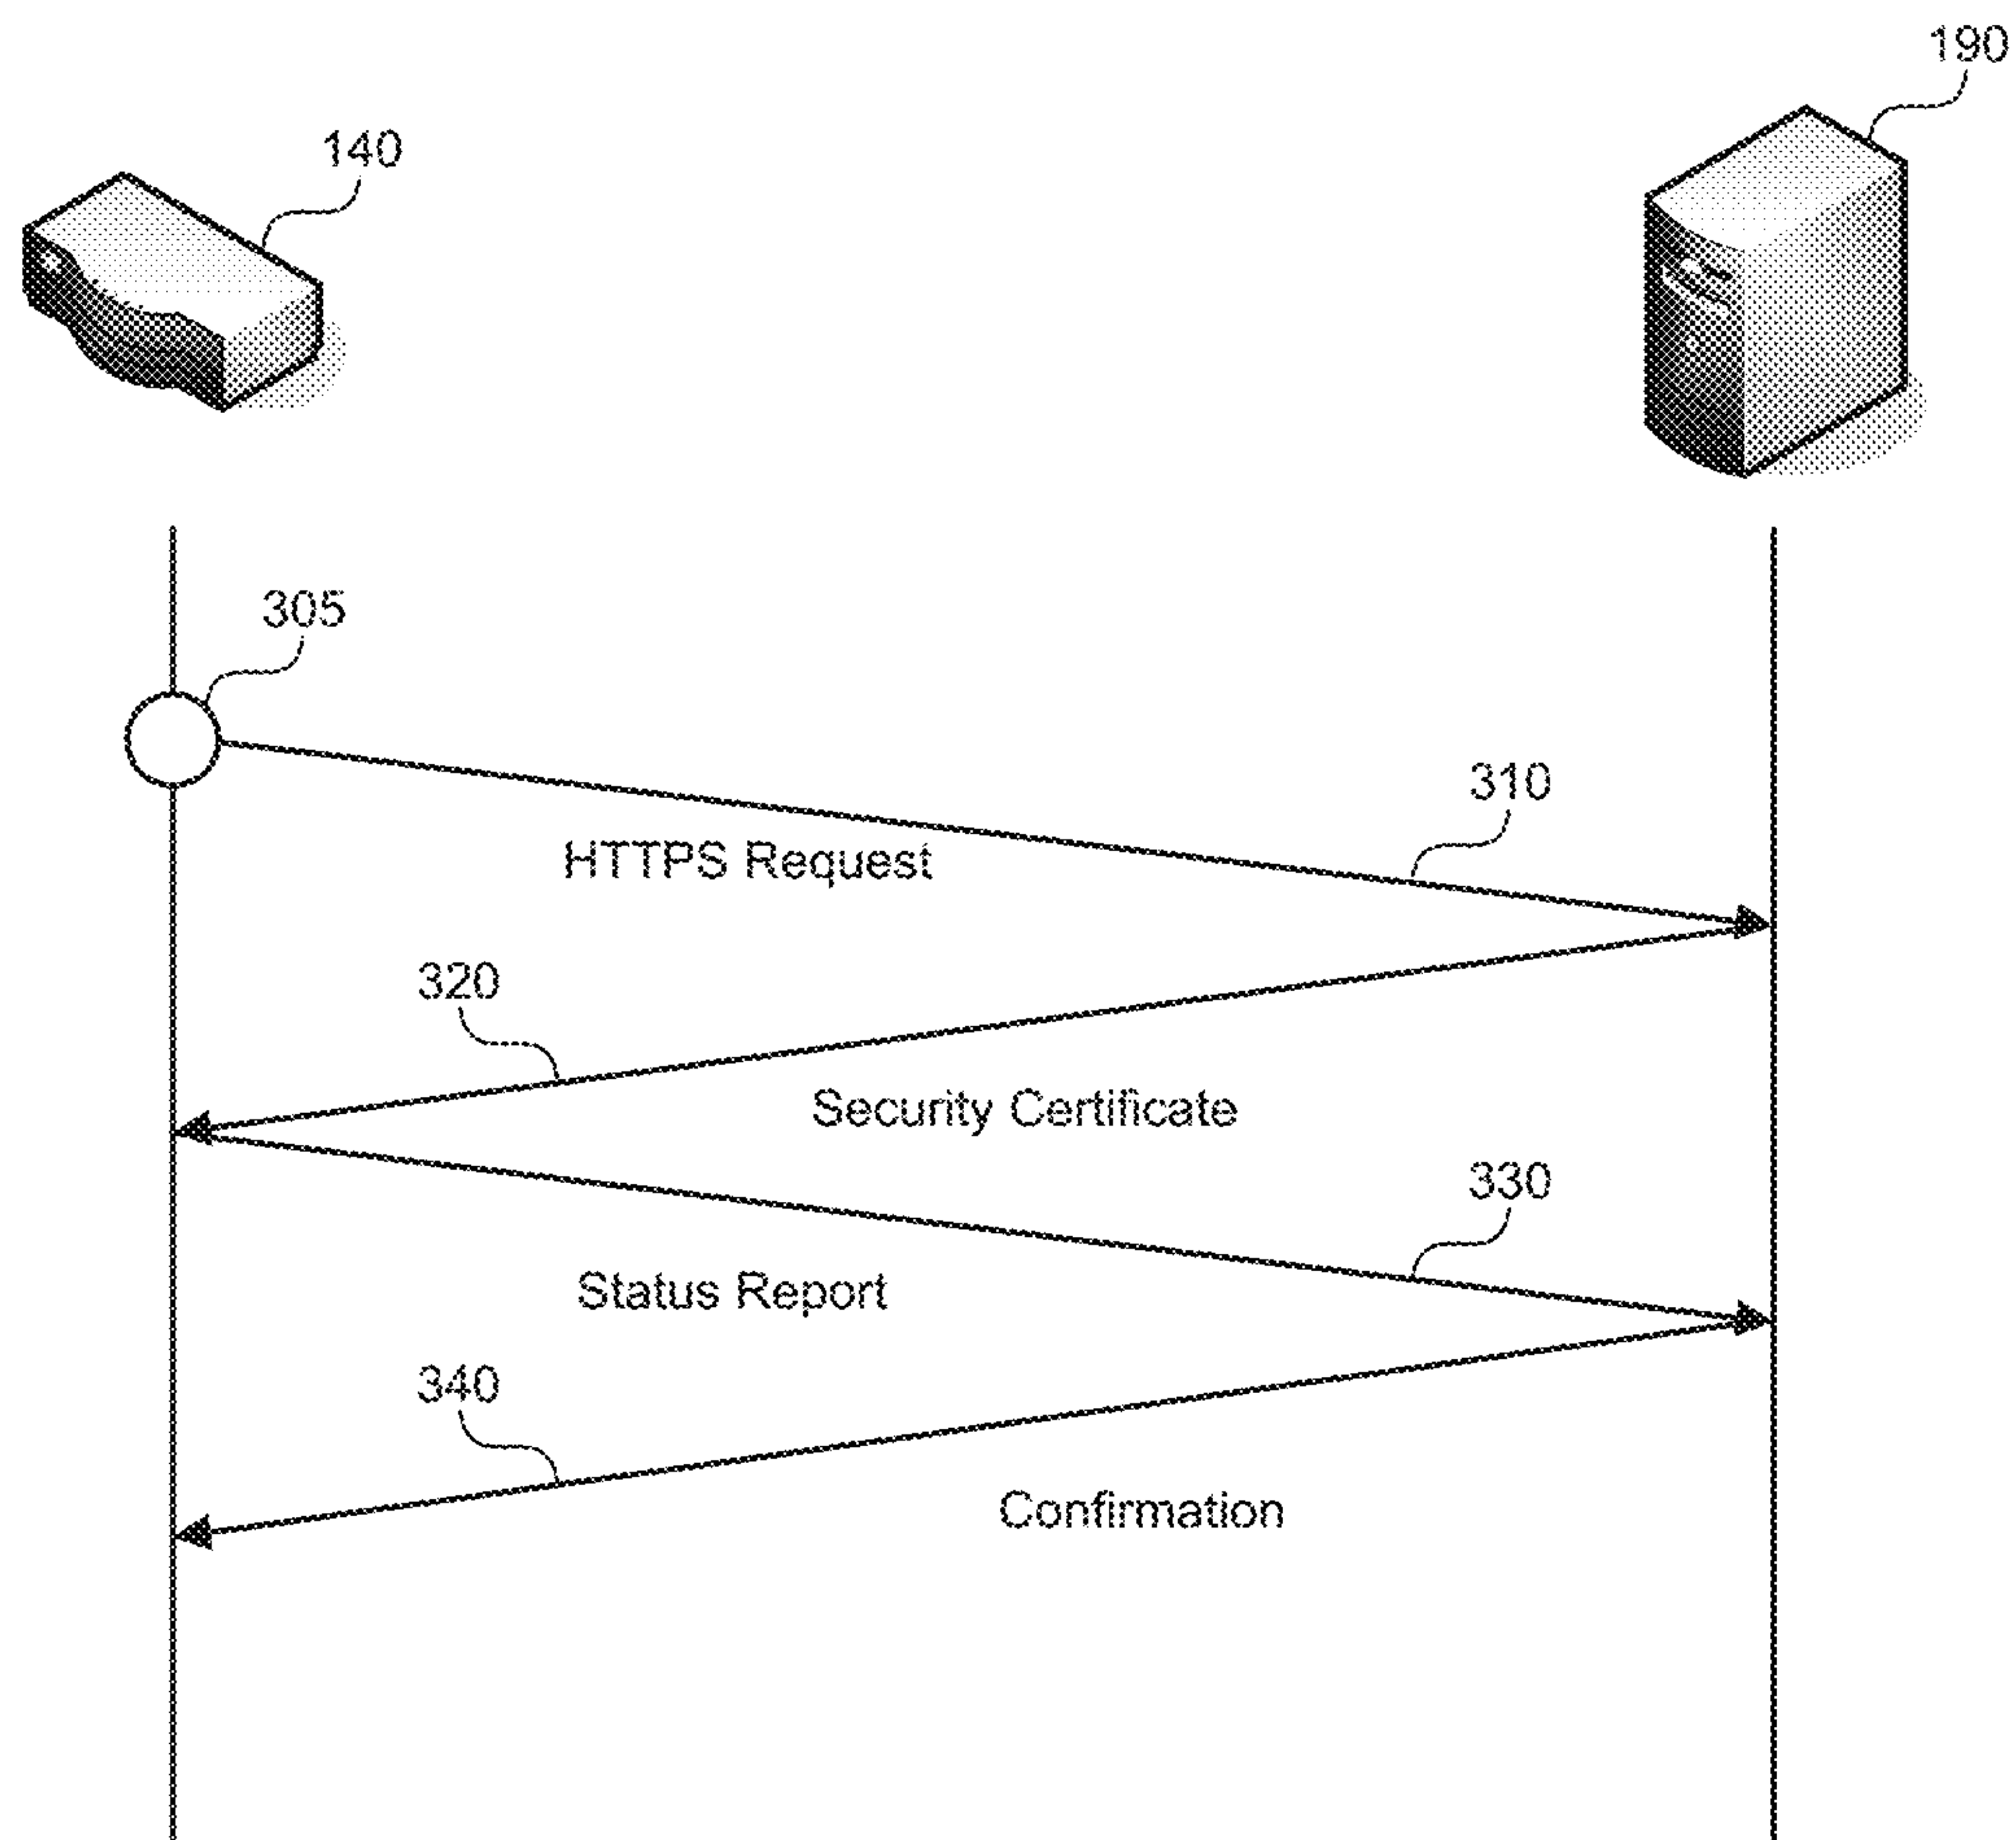 190
140
305
310
HTTPS Request
320
Security Certificate
330
Status Report
340
Confirmation